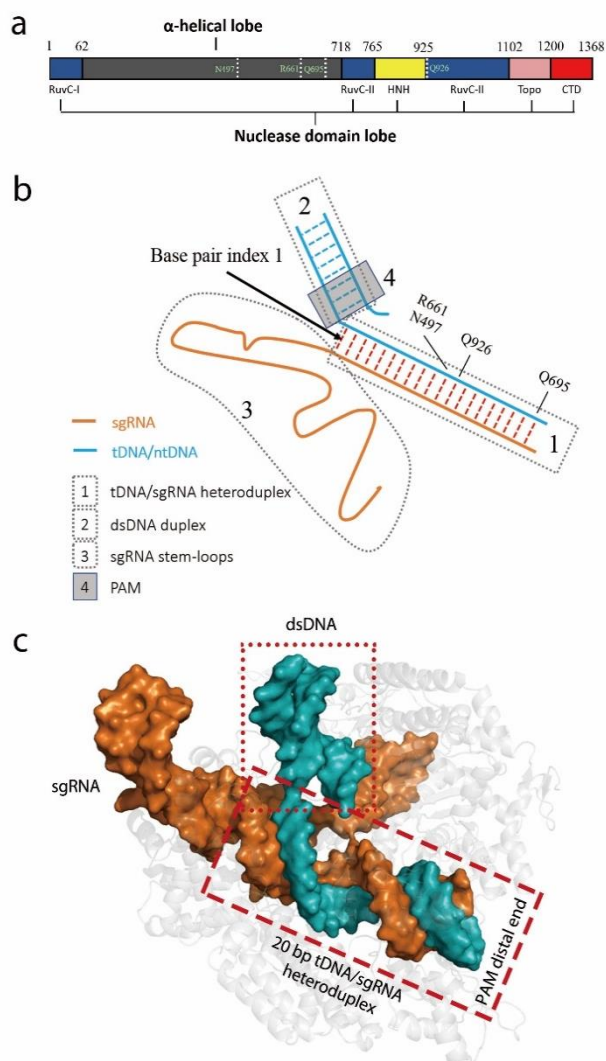 a
α-helical lobe
1 62 718 765 925 1102 1200 1368
N497 R661 Q695 Q926
RuvC-I RuvC-II HNH RuvC-II Topo CTD
Nuclease domain lobe
b
2
Base pair index 1
4
R661
N497
Q926
Q695
3
1
sgRNA
tDNA/ntDNA
1 tDNA/sgRNA heteroduplex
2 dsDNA duplex
3 sgRNA stem-loops
4 PAM
c
dsDNA
sgRNA
20 bp tDNA/sgRNA
heteroduplex
PAM distal end